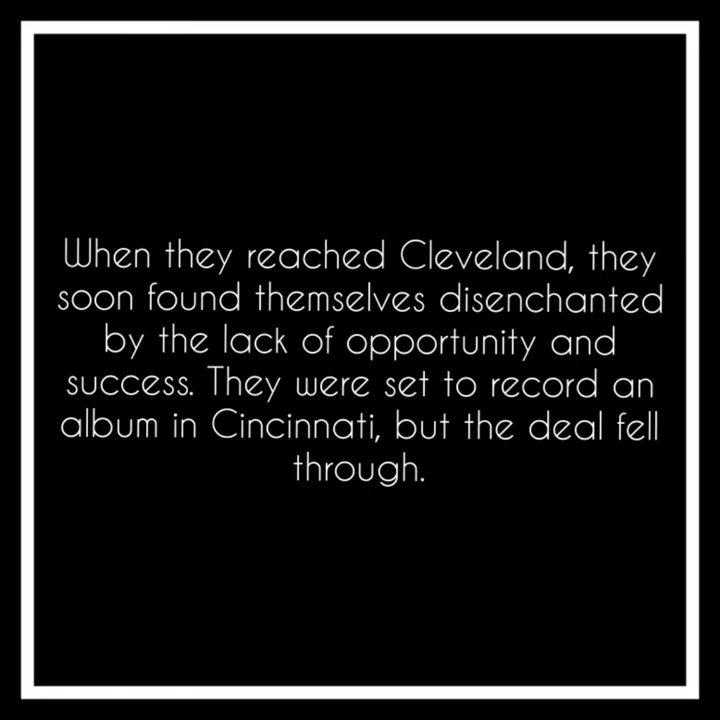 When they reached Cleveland, they
soon found themselves disenchanted
by the lack of opportunity and
success. They were set to record an
album in Cincinnati, but the deal fell
through.